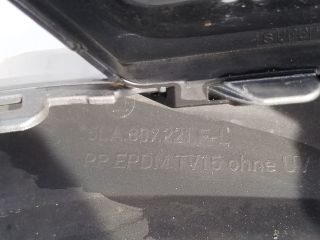 5LA.807.221 F-L
PP EPDM TV15 ohne UV